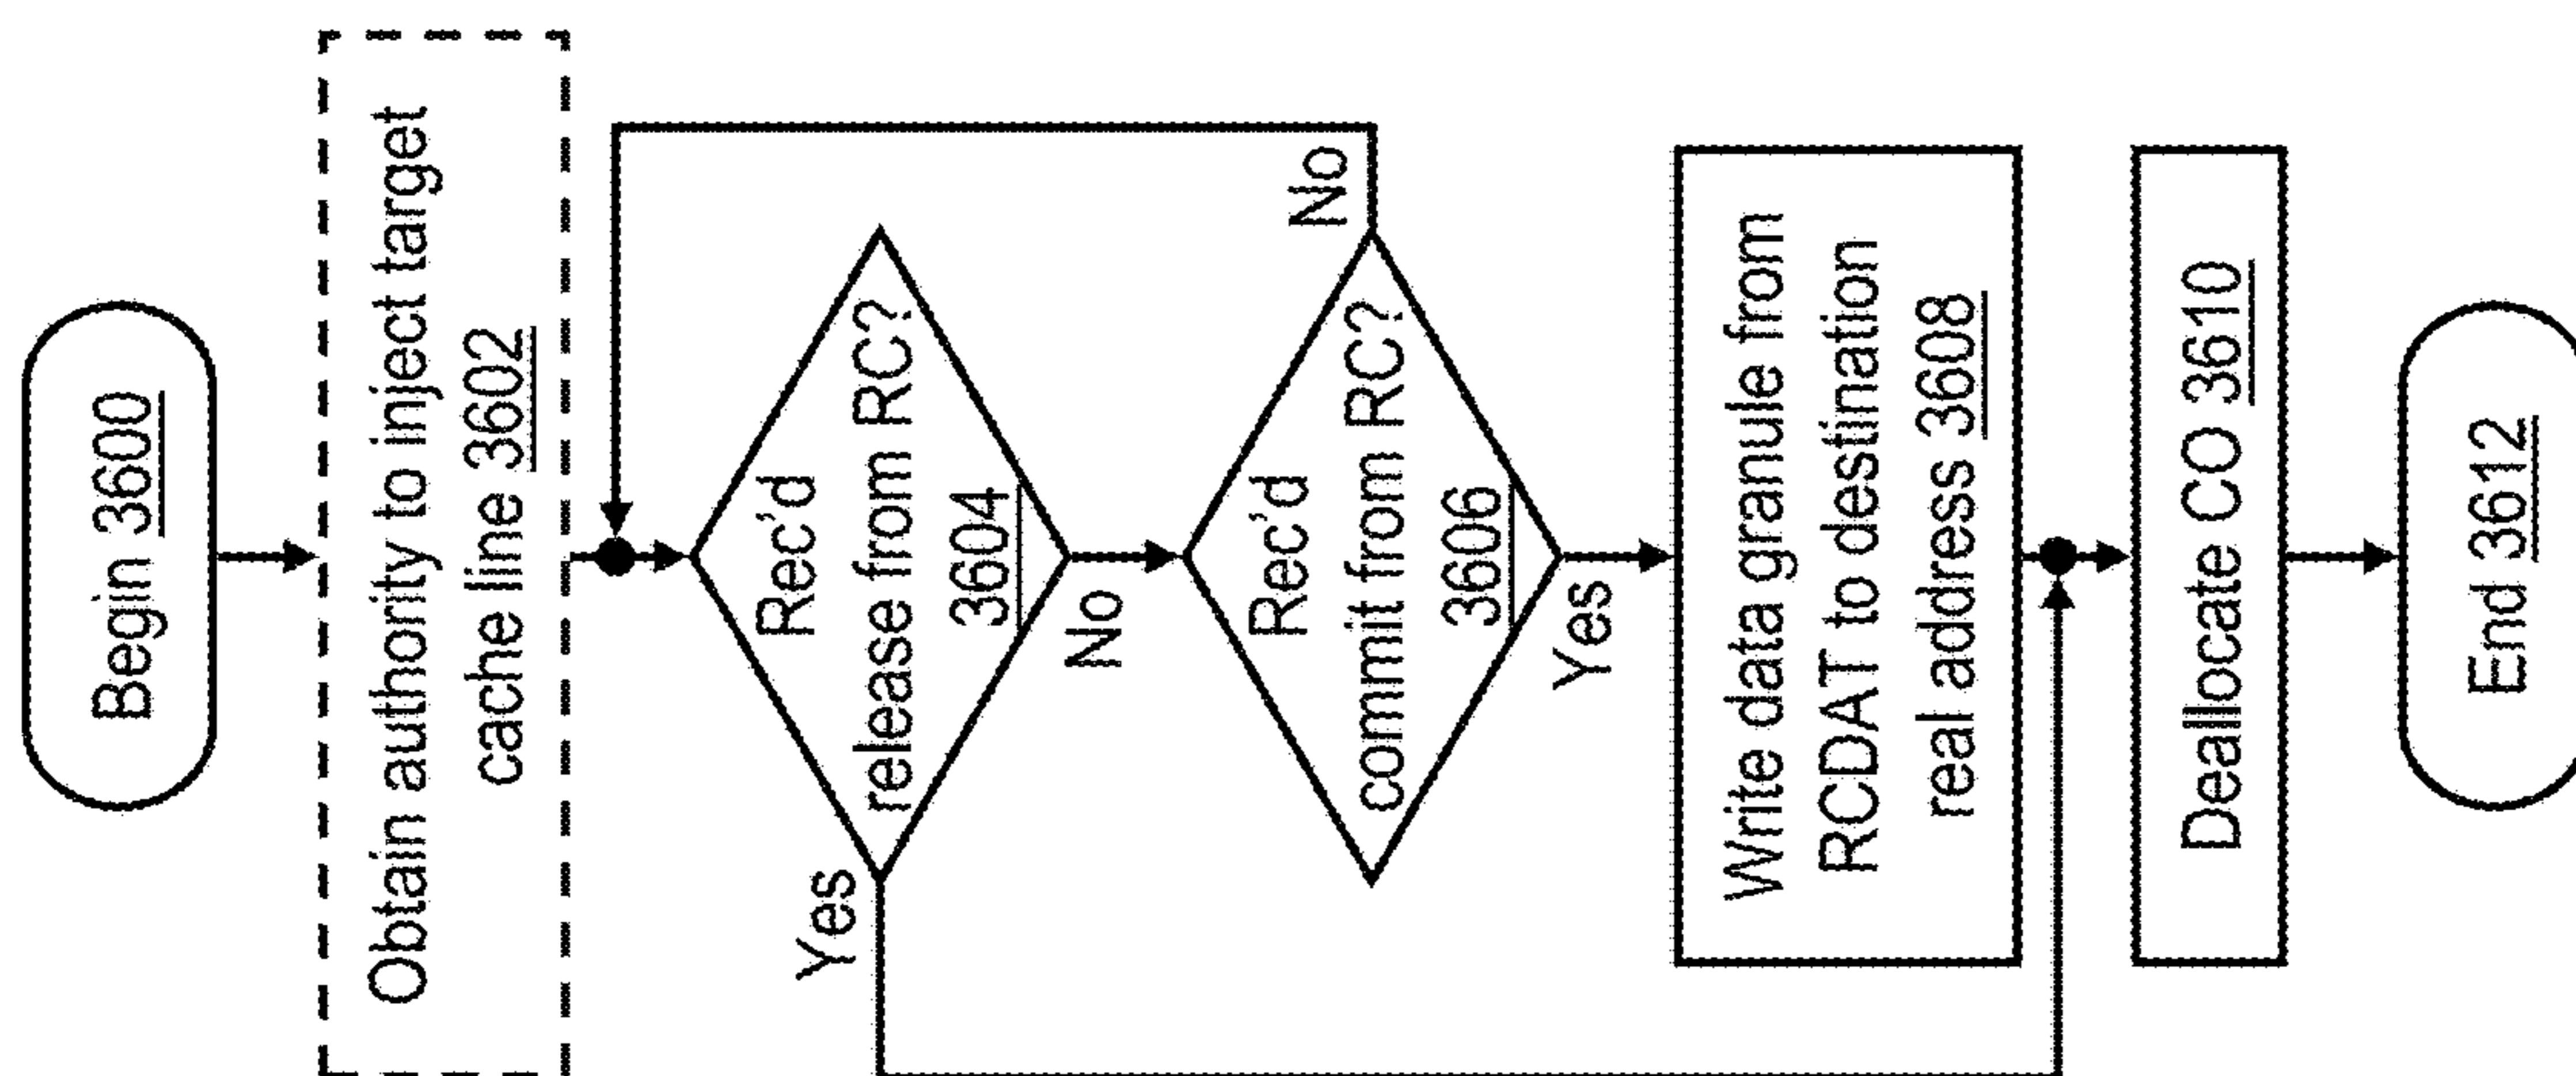 Begin 3600
Obtain authority to inject target
cache line 3602
Rec'd
release from RC?
3604
Yes
No
Rec'd
commit from RC?
3606
No
Yes
Write data granule from
RCDAT to destination
real address 3608
Deallocate CO 3610
End 3612